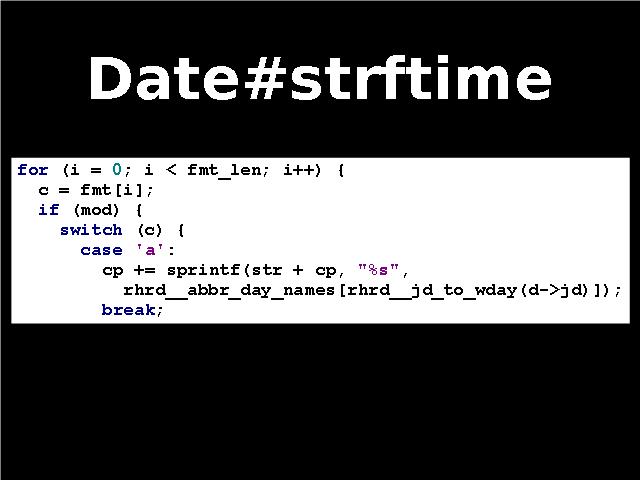 Date#strftime
for (i = 0; i < fmt_len; i++) {
  c = fmt[i];
  if (mod) {
    switch (c) {
      case 'a':
        cp += sprintf(str + cp, "%s",
          rhrd__abbr_day_names[rhrd__jd_to_wday(d->jd)]);
        break;